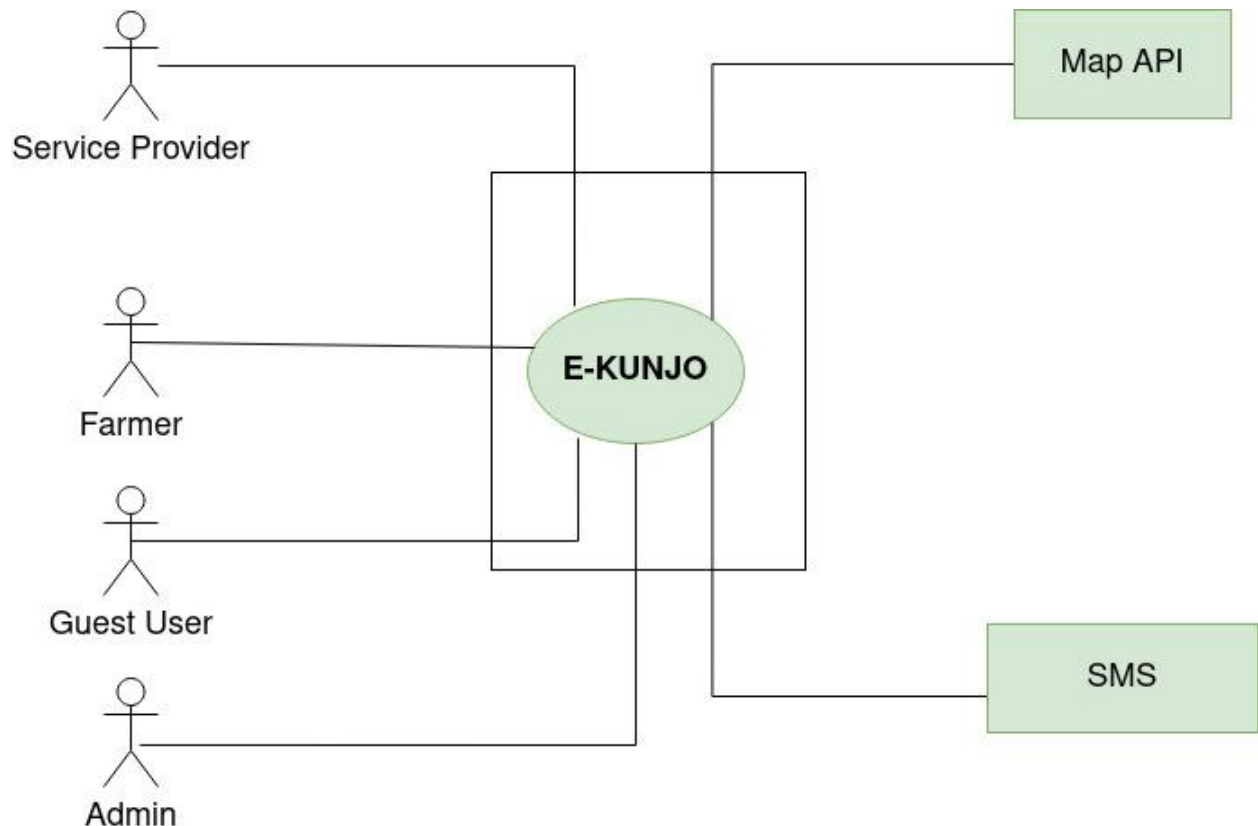 Map API
Service Provider
E-KUNJO
Farmer
Guest User
SMS
Admin